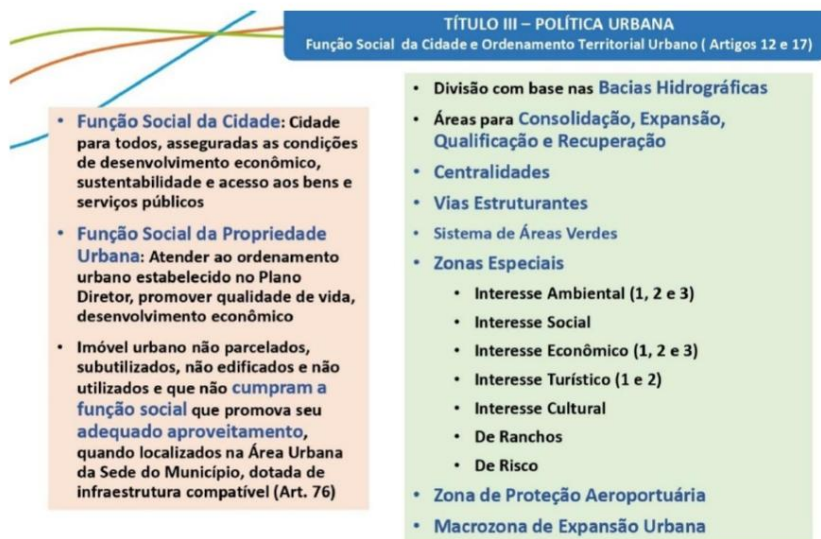 TÍTULO III – POLÍTICA URBANA
Função Social da Cidade e Ordenamento Territorial Urbano ( Artigos 12 e 17)
• Função Social da Cidade: Cidade
para todos, asseguradas as condições
de desenvolvimento econômico,
sustentabilidade e acesso aos bens e
serviços públicos
• Função Social da Propriedade
Urbana: Atender ao ordenamento
urbano estabelecido no Plano
Diretor, promover qualidade de vida,
desenvolvimento econômico
• Imóvel urbano não parcelados,
subutilizados, não edificados e não
utilizados e que não cumpram a
função social que promova seu
adequado aproveitamento,
quando localizados na Área Urbana
da Sede do Município, dotada de
infraestrutura compatível (Art. 76)
• Divisão com base nas Bacias Hidrográficas
• Áreas para Consolidação, Expansão,
Qualificação e Recuperação
• Centralidades
• Vias Estruturantes
• Sistema de Áreas Verdes
• Zonas Especiais
• Interesse Ambiental (1, 2 e 3)
• Interesse Social
• Interesse Econômico (1, 2 e 3)
• Interesse Turístico (1 e 2)
• Interesse Cultural
• De Ranchos
• De Risco
• Zona de Proteção Aeroportuária
• Macrozona de Expansão Urbana